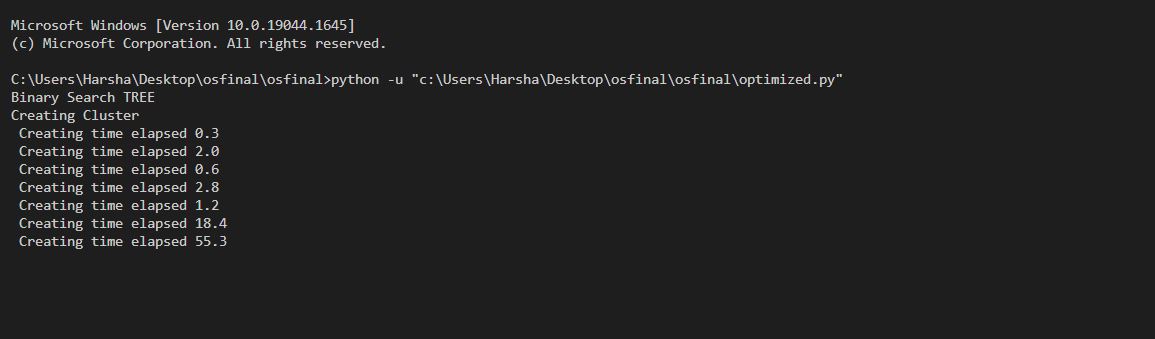 Microsoft Windows [Version 10.0.19044.1645]
(c) Microsoft Corporation. All rights reserved.
C:\Users\Harsha\Desktop\osfinal\osfinal>python -u "c:\Users\Harsha\Desktop\osfinal\osfinal\optimized.py"
Binary Search TREE
Creating Cluster
Creating time elapsed 0.3
Creating time elapsed 2.0
Creating time elapsed 0.6
Creating time elapsed 2.8
Creating time elapsed 1.2
Creating time elapsed 18.4
Creating time elapsed 55.3